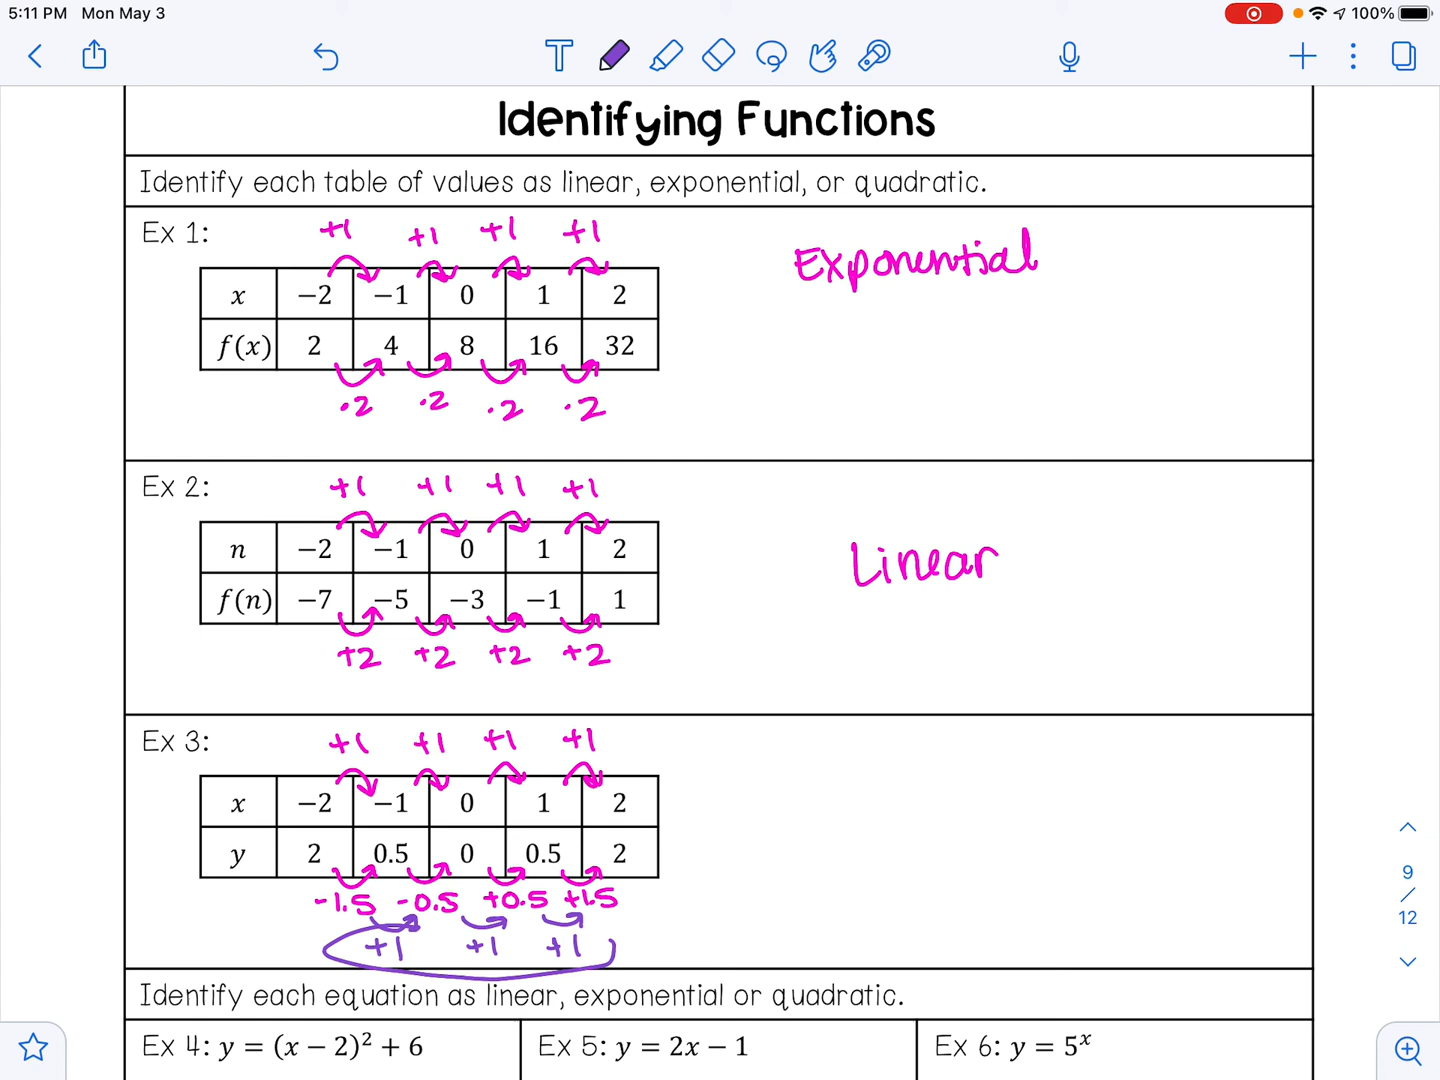 5:11 PM Mon May 3 100%
Identifying Functions
Identify each table of values as linear, exponential, or quadratic.
Ex 1:
+1 +1 +1 +1
x −2 −1 0 1 2
f(x) 2 4 8 16 32
·2 ·2 ·2 ·2
Exponential
Ex 2:
+1 +1 +1 +1
n −2 −1 0 1 2
f(n) −7 −5 −3 −1 1
+2 +2 +2 +2
Linear
Ex 3:
+1 +1 +1 +1
x −2 −1 0 1 2
y 2 0.5 0 0.5 2
-1.5 -0.5 +0.5 +1.5
+1 +1 +1
9
/
12
Identify each equation as linear, exponential or quadratic.
Ex 4: y = (x − 2)² + 6
Ex 5: y = 2x − 1
Ex 6: y = 5ˣ